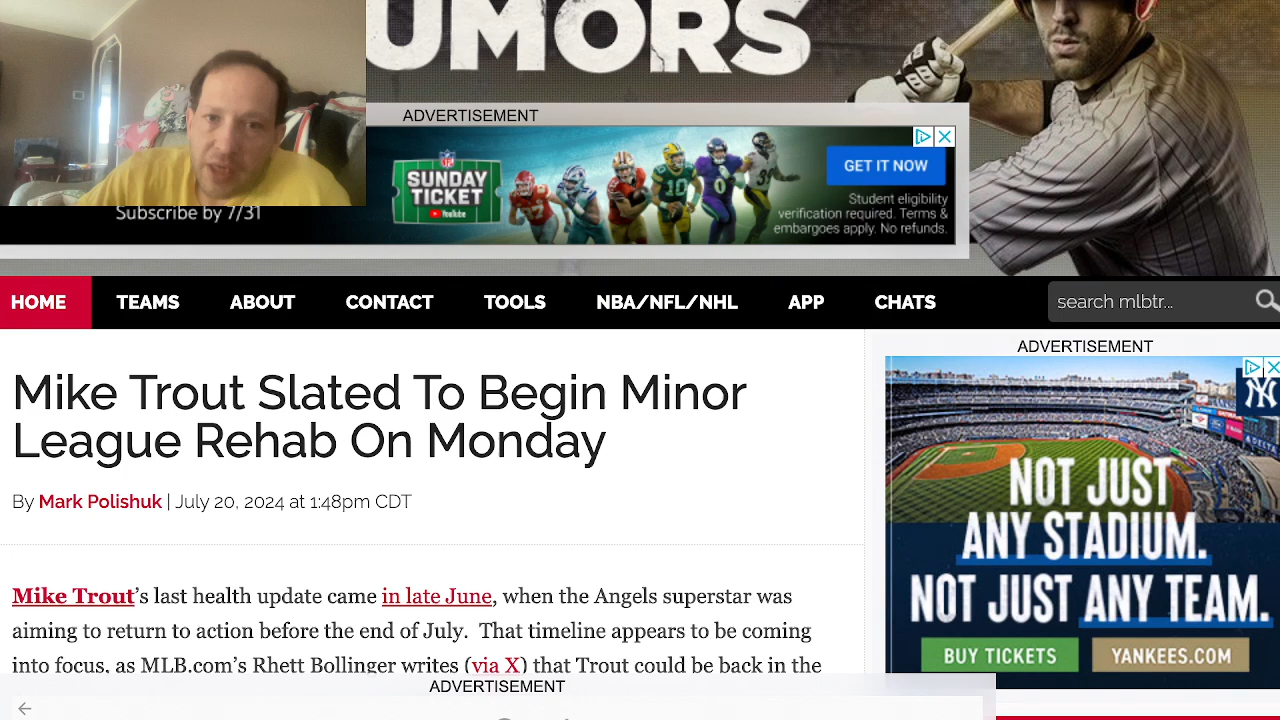 UMORS
ADVERTISEMENT
NFL
SUNDAY
TICKET
YouTube
GET IT NOW
Student eligibility
verification required. Terms &
embargoes apply. No refunds.
Subscribe by 7/31
HOME TEAMS ABOUT CONTACT TOOLS NBA/NFL/NHL APP CHATS search mlbtr...
Mike Trout Slated To Begin Minor
League Rehab On Monday
By Mark Polishuk | July 20, 2024 at 1:48pm CDT
Mike Trout’s last health update came in late June, when the Angels superstar was
aiming to return to action before the end of July. That timeline appears to be coming
into focus, as MLB.com’s Rhett Bollinger writes (via X) that Trout could be back in the
ADVERTISEMENT
ADVERTISEMENT
NOT JUST
ANY STADIUM.
NOT JUST ANY TEAM.
BUY TICKETS YANKEES.COM